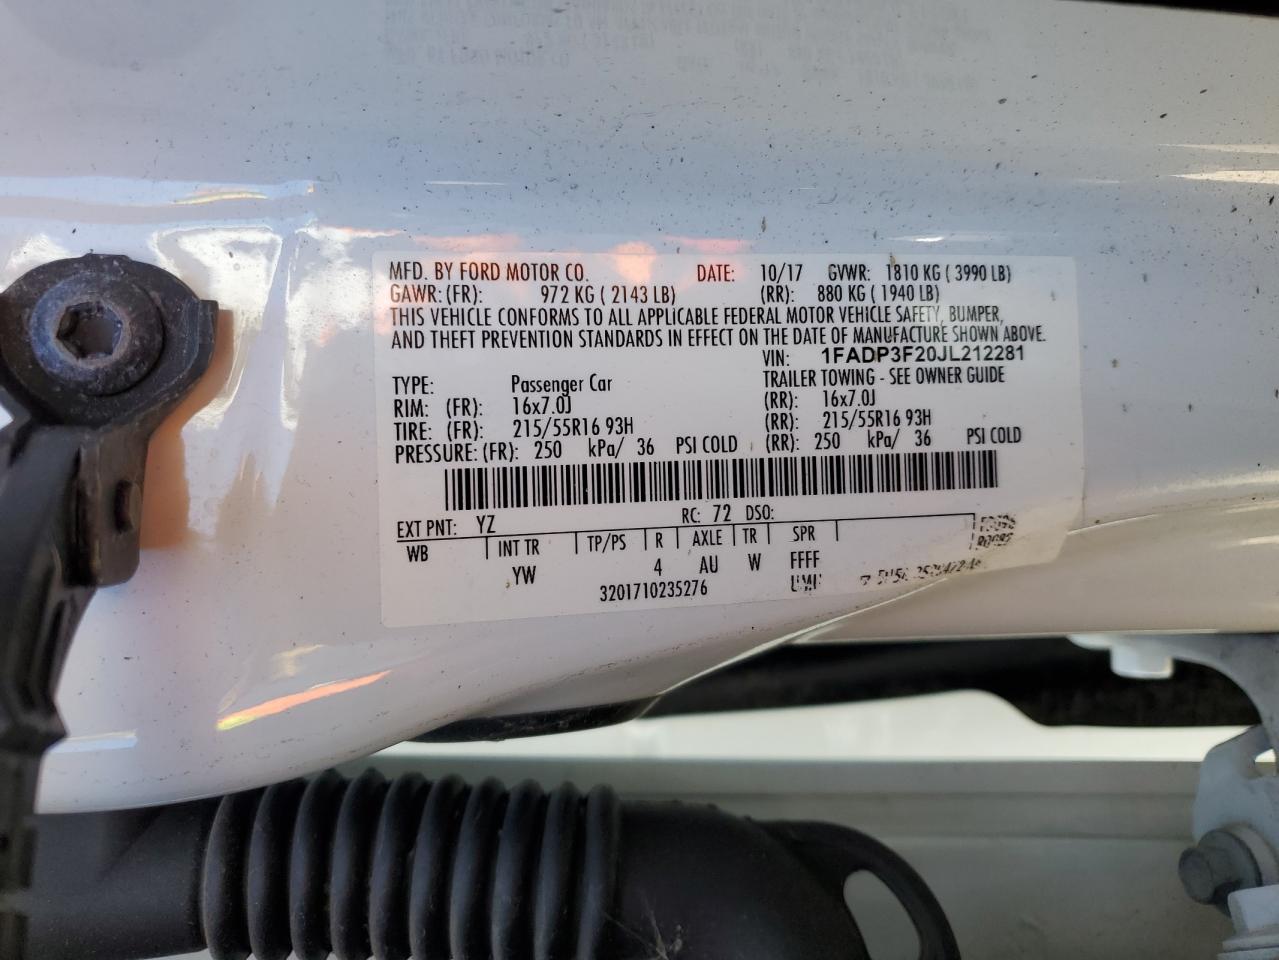 MFD. BY FORD MOTOR CO. DATE: 10/17 GVWR: 1810 KG ( 3990 LB)
GAWR: (FR): 972 KG ( 2143 LB) (RR): 880 KG ( 1940 LB)
THIS VEHICLE CONFORMS TO ALL APPLICABLE FEDERAL MOTOR VEHICLE SAFETY, BUMPER,
AND THEFT PREVENTION STANDARDS IN EFFECT ON THE DATE OF MANUFACTURE SHOWN ABOVE.
VIN: 1FADP3F20JL212281
TYPE: Passenger Car TRAILER TOWING - SEE OWNER GUIDE
RIM: (FR): 16x7.0J (RR): 16x7.0J
TIRE: (FR): 215/55R16 93H (RR): 215/55R16 93H
PRESSURE: (FR): 250 kPa/ 36 PSI COLD (RR): 250 kPa/ 36 PSI COLD
EXT PNT: YZ RC: 72 DSO:
WB INT TR TP/PS R AXLE TR SPR
YW 4 AU W FFFF
3201710235276